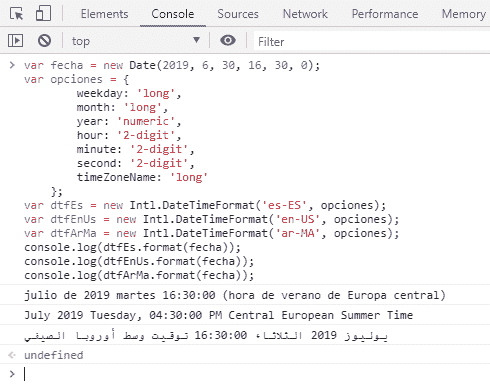 Elements Console Sources Network Performance Memory
top Filter
var fecha = new Date(2019, 6, 30, 16, 30, 0);
var opciones = {
weekday: 'long',
month: 'long',
year: 'numeric',
hour: '2-digit',
minute: '2-digit',
second: '2-digit',
timeZoneName: 'long'
};
var dtfEs = new Intl.DateTimeFormat('es-ES', opciones);
var dtfEnUs = new Intl.DateTimeFormat('en-US', opciones);
var dtfArMa = new Intl.DateTimeFormat('ar-MA', opciones);
console.log(dtfEs.format(fecha));
console.log(dtfEnUs.format(fecha));
console.log(dtfArMa.format(fecha));
julio de 2019 martes 16:30:00 (hora de verano de Europa central)
July 2019 Tuesday, 04:30:00 PM Central European Summer Time
يوليوز 2019 الثلاثاء 16:30:00 توقيت وسط أوروبا الصيفي
undefined